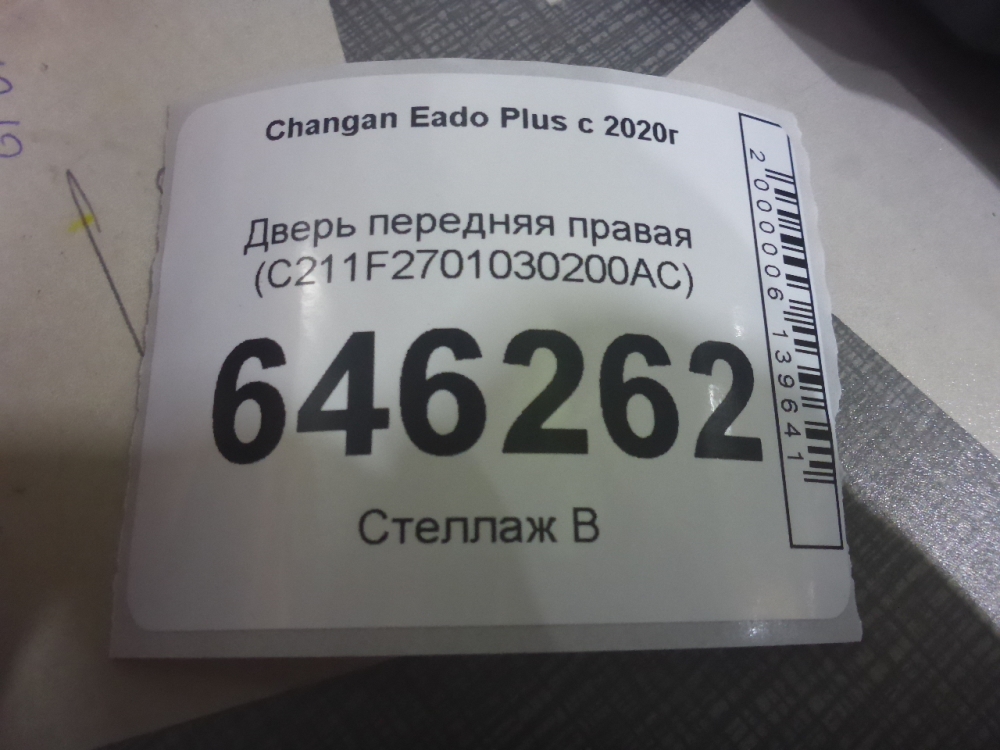 Changan Eado Plus с 2020г
Дверь передняя правая
(C211F2701030200AC)
646262
Стеллаж B
2000006139641